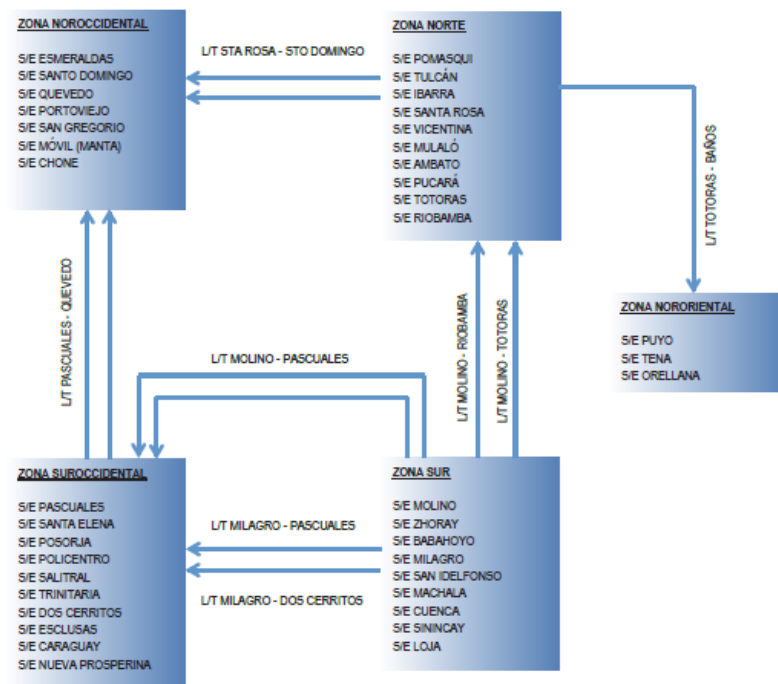 ZONA NOROCCIDENTAL
S/E ESMERALDAS
S/E SANTO DOMINGO
S/E QUEVEDO
S/E PORTOVIEJO
S/E SAN GREGORIO
S/E MÓVIL (MANTA)
S/E CHONE
L/T STA ROSA - STO DOMINGO
ZONA NORTE
S/E POMASQUI
S/E TULCÁN
S/E IBARRA
S/E SANTA ROSA
S/E VICENTINA
S/E MULALÓ
S/E AMBATO
S/E PUCARÁ
S/E TOTORAS
S/E RIOBAMBA
L/T TOTORAS - BAÑOS
ZONA NORORIENTAL
S/E PUYO
S/E TENA
S/E ORELLANA
L/T PASCUALES - QUEVEDO
L/T MOLINO - PASCUALES
L/T MOLINO - RIOBAMBA
L/T MOLINO - TOTORAS
ZONA SUROCCIDENTAL
S/E PASCUALES
S/E SANTA ELENA
S/E POSORJA
S/E POLICENTRO
S/E SALITRAL
S/E TRINITARIA
S/E DOS CERRITOS
S/E ESCLUSAS
S/E CARAGUAY
S/E NUEVA PROSPERINA
L/T MILAGRO - PASCUALES
L/T MILAGRO - DOS CERRITOS
ZONA SUR
S/E MOLINO
S/E ZHORAY
S/E BABAHOYO
S/E MILAGRO
S/E SAN IDELFONSO
S/E MACHALA
S/E CUENCA
S/E SININCAY
S/E LOJA